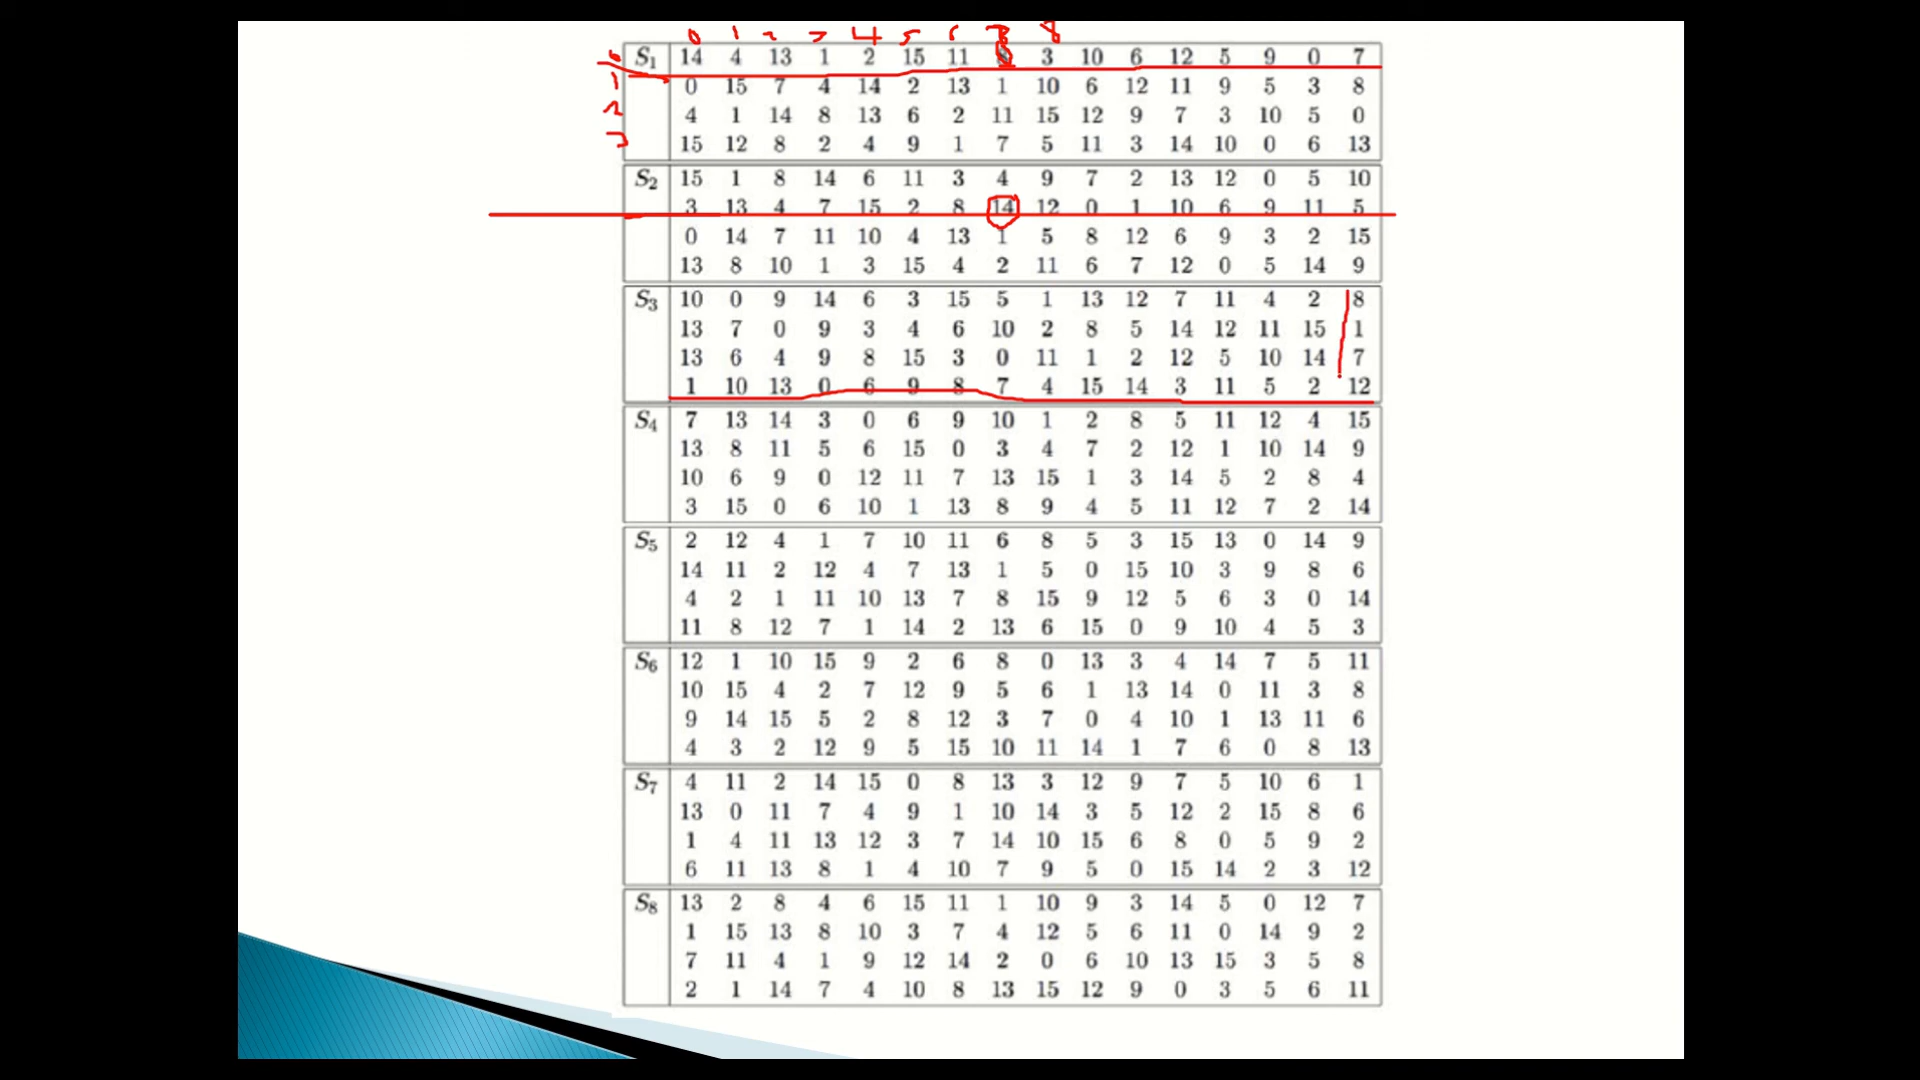 0 1 2 3 4 5 6 7 8
0 S1 14 4 13 1 2 15 11 8 3 10 6 12 5 9 0 7
1 0 15 7 4 14 2 13 1 10 6 12 11 9 5 3 8
2 4 1 14 8 13 6 2 11 15 12 9 7 3 10 5 0
3 15 12 8 2 4 9 1 7 5 11 3 14 10 0 6 13
S2 15 1 8 14 6 11 3 4 9 7 2 13 12 0 5 10
3 13 4 7 15 2 8 14 12 0 1 10 6 9 11 5
0 14 7 11 10 4 13 1 5 8 12 6 9 3 2 15
13 8 10 1 3 15 4 2 11 6 7 12 0 5 14 9
S3 10 0 9 14 6 3 15 5 1 13 12 7 11 4 2 8
13 7 0 9 3 4 6 10 2 8 5 14 12 11 15 1
13 6 4 9 8 15 3 0 11 1 2 12 5 10 14 7
1 10 13 0 6 9 8 7 4 15 14 3 11 5 2 12
S4 7 13 14 3 0 6 9 10 1 2 8 5 11 12 4 15
13 8 11 5 6 15 0 3 4 7 2 12 1 10 14 9
10 6 9 0 12 11 7 13 15 1 3 14 5 2 8 4
3 15 0 6 10 1 13 8 9 4 5 11 12 7 2 14
S5 2 12 4 1 7 10 11 6 8 5 3 15 13 0 14 9
14 11 2 12 4 7 13 1 5 0 15 10 3 9 8 6
4 2 1 11 10 13 7 8 15 9 12 5 6 3 0 14
11 8 12 7 1 14 2 13 6 15 0 9 10 4 5 3
S6 12 1 10 15 9 2 6 8 0 13 3 4 14 7 5 11
10 15 4 2 7 12 9 5 6 1 13 14 0 11 3 8
9 14 15 5 2 8 12 3 7 0 4 10 1 13 11 6
4 3 2 12 9 5 15 10 11 14 1 7 6 0 8 13
S7 4 11 2 14 15 0 8 13 3 12 9 7 5 10 6 1
13 0 11 7 4 9 1 10 14 3 5 12 2 15 8 6
1 4 11 13 12 3 7 14 10 15 6 8 0 5 9 2
6 11 13 8 1 4 10 7 9 5 0 15 14 2 3 12
S8 13 2 8 4 6 15 11 1 10 9 3 14 5 0 12 7
1 15 13 8 10 3 7 4 12 5 6 11 0 14 9 2
7 11 4 1 9 12 14 2 0 6 10 13 15 3 5 8
2 1 14 7 4 10 8 13 15 12 9 0 3 5 6 11